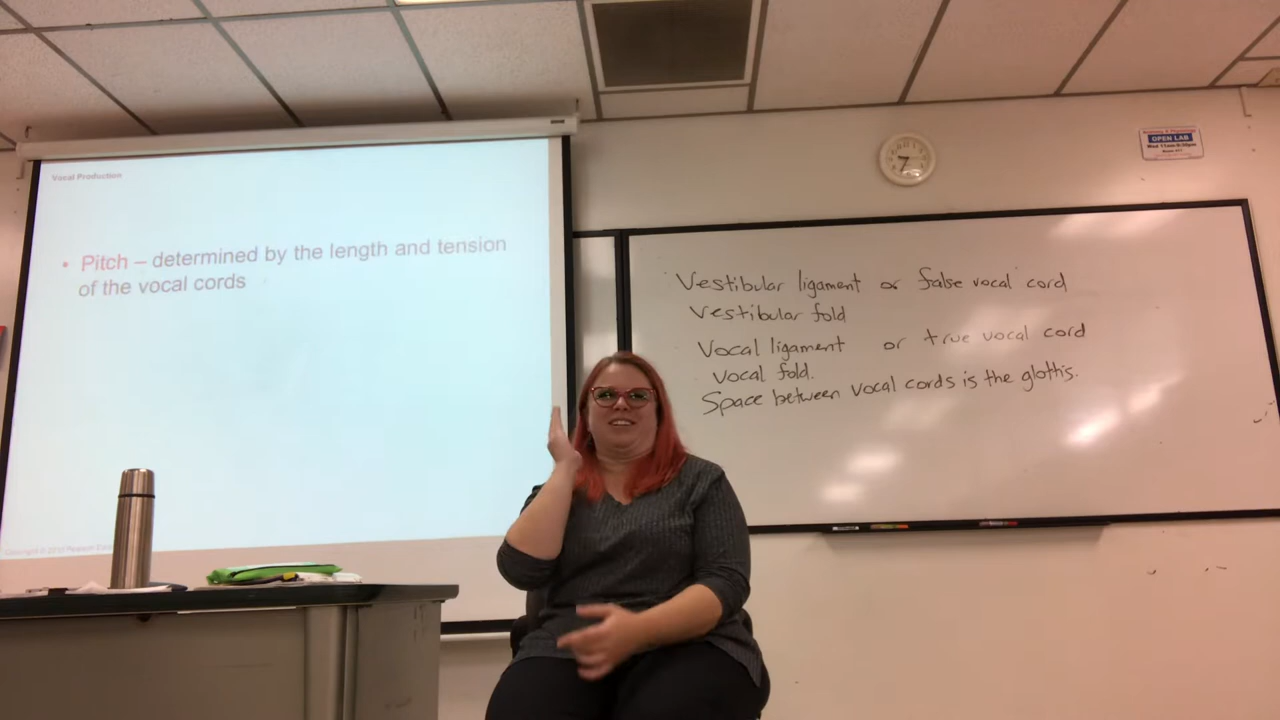 Vocal Production
• Pitch – determined by the length and tension
of the vocal cords
OPEN LAB
Vestibular ligament or false vocal cord
Vestibular fold
Vocal ligament or true vocal cord
Vocal fold.
Space between vocal cords is the glottis.